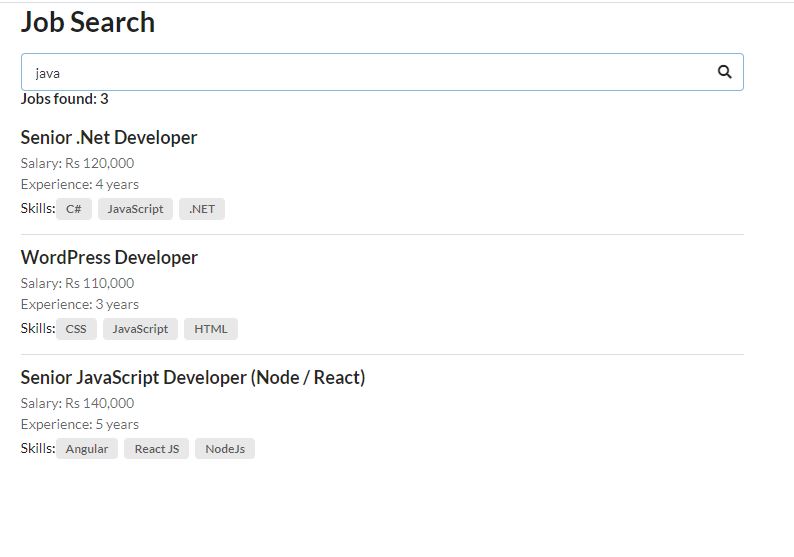 Job Search
java
Jobs found: 3
Senior .Net Developer
Salary: Rs 120,000
Experience: 4 years
Skills: C# JavaScript .NET
WordPress Developer
Salary: Rs 110,000
Experience: 3 years
Skills: CSS JavaScript HTML
Senior JavaScript Developer (Node / React)
Salary: Rs 140,000
Experience: 5 years
Skills: Angular React JS NodeJs